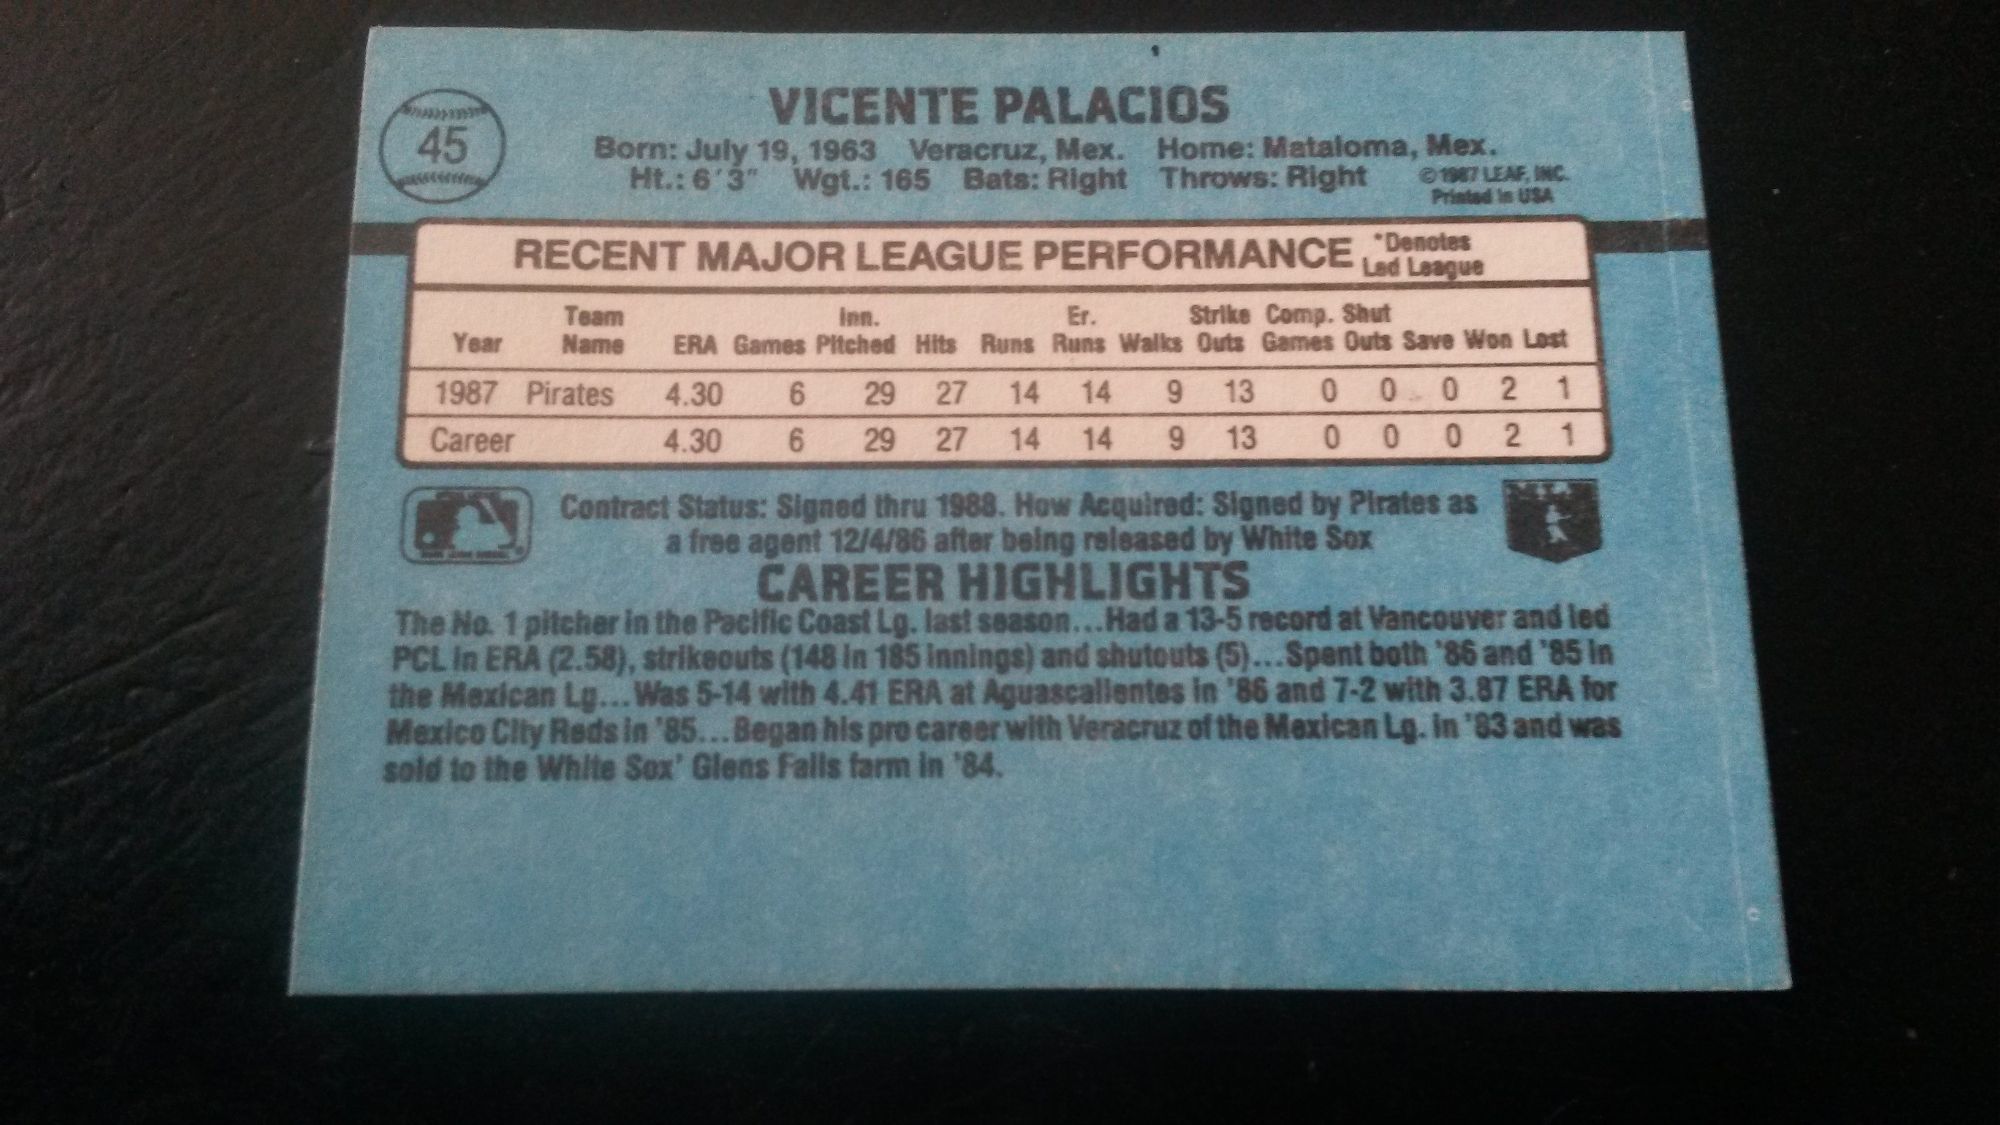 45
VICENTE PALACIOS
Born: July 19, 1963 Veracruz, Mex. Home: Mataloma, Mex.
Ht.: 6'3" Wgt.: 165 Bats: Right Throws: Right ©1987 LEAF, INC.
Printed in USA
RECENT MAJOR LEAGUE PERFORMANCE *Denotes
Led League
Team Inn. Er. Strike Comp. Shut
Year Name ERA Games Pitched Hits Runs Runs Walks Outs Games Outs Save Won Lost
1987 Pirates 4.30 6 29 27 14 14 9 13 0 0 0 2 1
Career 4.30 6 29 27 14 14 9 13 0 0 0 2 1
Contract Status: Signed thru 1988. How Acquired: Signed by Pirates as
a free agent 12/4/86 after being released by White Sox
CAREER HIGHLIGHTS
The No. 1 pitcher in the Pacific Coast Lg. last season...Had a 13-5 record at Vancouver and led
PCL in ERA (2.58), strikeouts (148 in 185 innings) and shutouts (5)...Spent both '86 and '85 in
the Mexican Lg...Was 5-14 with 4.41 ERA at Aguascalientes in '86 and 7-2 with 3.87 ERA for
Mexico City Reds in '85...Began his pro career with Veracruz of the Mexican Lg. in '83 and was
sold to the White Sox' Glens Falls farm in '84.